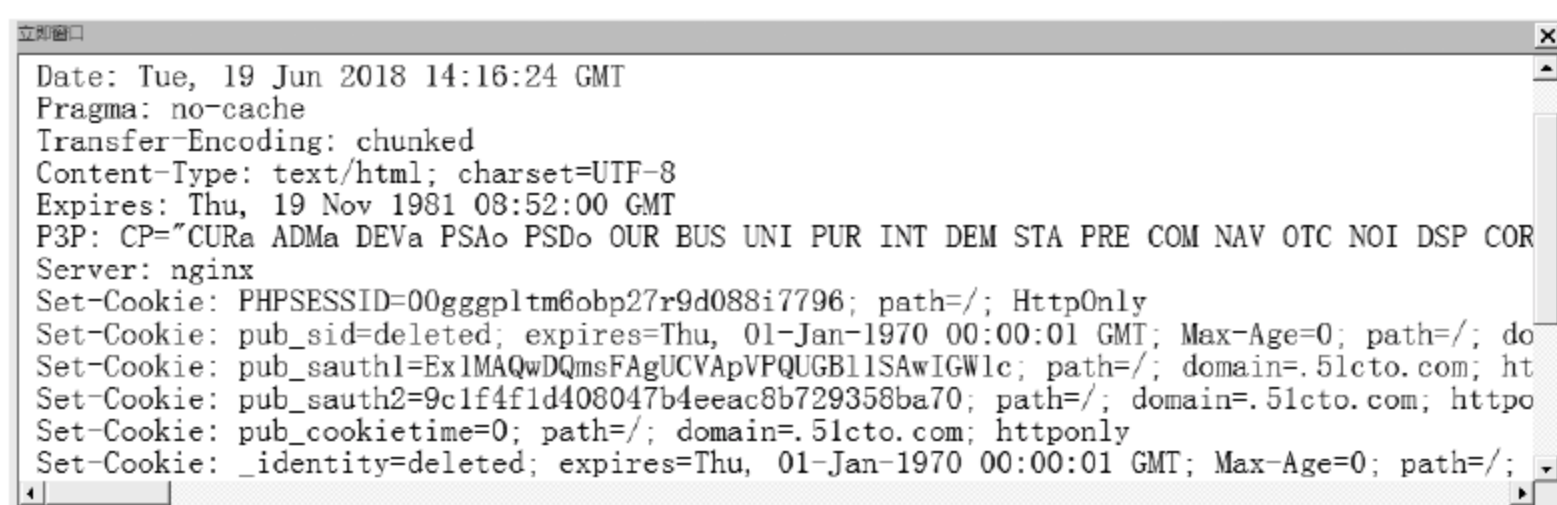 立即窗口
Date: Tue, 19 Jun 2018 14:16:24 GMT
Pragma: no-cache
Transfer-Encoding: chunked
Content-Type: text/html; charset=UTF-8
Expires: Thu, 19 Nov 1981 08:52:00 GMT
P3P: CP="CURa ADMa DEVa PSAo PSDo OUR BUS UNI PUR INT DEM STA PRE COM NAV OTC NOI DSP COR
Server: nginx
Set-Cookie: PHPSESSID=00gggpltm6obp27r9d088i7796; path=/; HttpOnly
Set-Cookie: pub_sid=deleted; expires=Thu, 01-Jan-1970 00:00:01 GMT; Max-Age=0; path=/; do
Set-Cookie: pub_sauth1=ExlMAQwDQmsFAgUCVApVPQUGBllSAwIGWlc; path=/; domain=.51cto.com; ht
Set-Cookie: pub_sauth2=9c1f4f1d408047b4eeac8b729358ba70; path=/; domain=.51cto.com; httpo
Set-Cookie: pub_cookietime=0; path=/; domain=.51cto.com; httponly
Set-Cookie: _identity=deleted; expires=Thu, 01-Jan-1970 00:00:01 GMT; Max-Age=0; path=/;